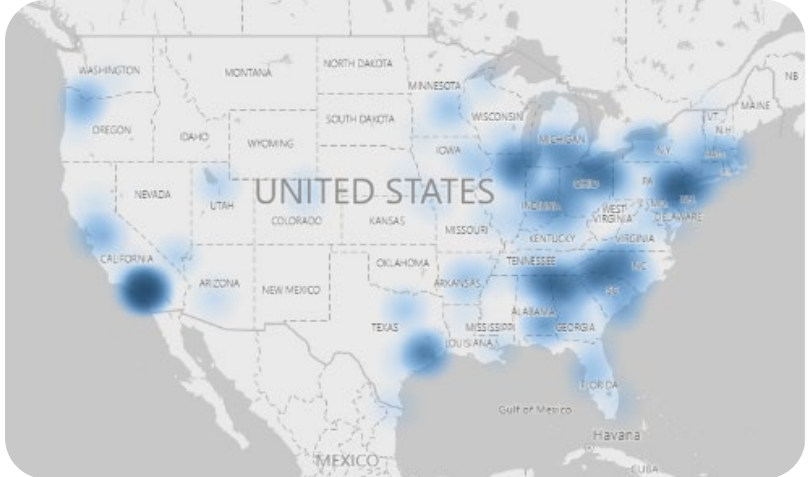 NB
WASHINGTON
MONTANA
NORTH DAKOTA
MINNESOTA
MAINE
VT
N.H
OREGON
IDAHO
SOUTH DAKOTA
WISCONSIN
MICHIGAN
WYOMING
IOWA
N.Y.
NEVADA
UTAH
UNITED STATES
OHIO
PA
INDIANA
COLORADO
KANSAS
MISSOURI
WEST
VIRGINIA
DELAWARE
KENTUCKY
VIRGINIA
CALIFORNIA
OKLAHOMA
TENNESSEE
NC
ARIZONA
NEW MEXICO
ARKANSAS
SC
TEXAS
ALABAMA
MISSISSIPPI
GEORGIA
LOUISIANA
FLORIDA
Gulf of Mexico
Havana
MEXICO
CUBA